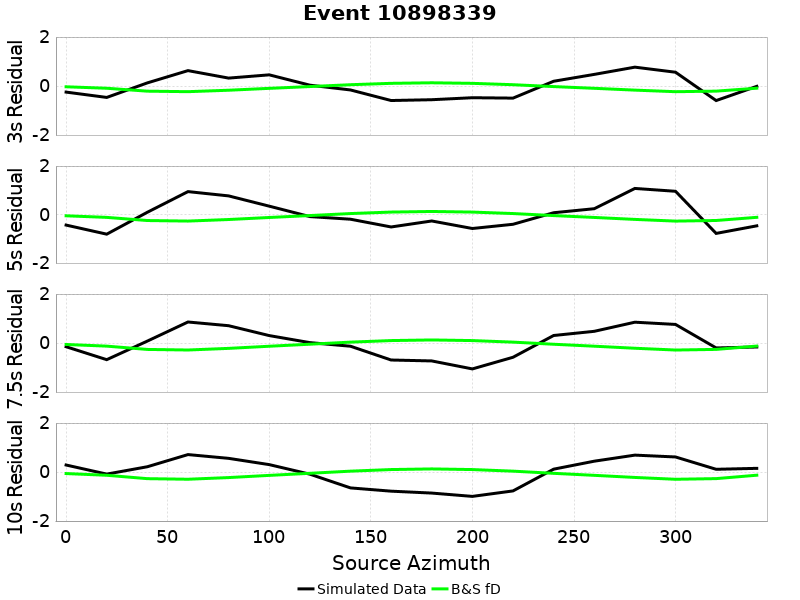 Event 10898339
3s Residual
2
0
-2
5s Residual
2
0
-2
7.5s Residual
2
0
-2
10s Residual
2
0
-2
0 50 100 150 200 250 300
Source Azimuth
Simulated Data B&S fD